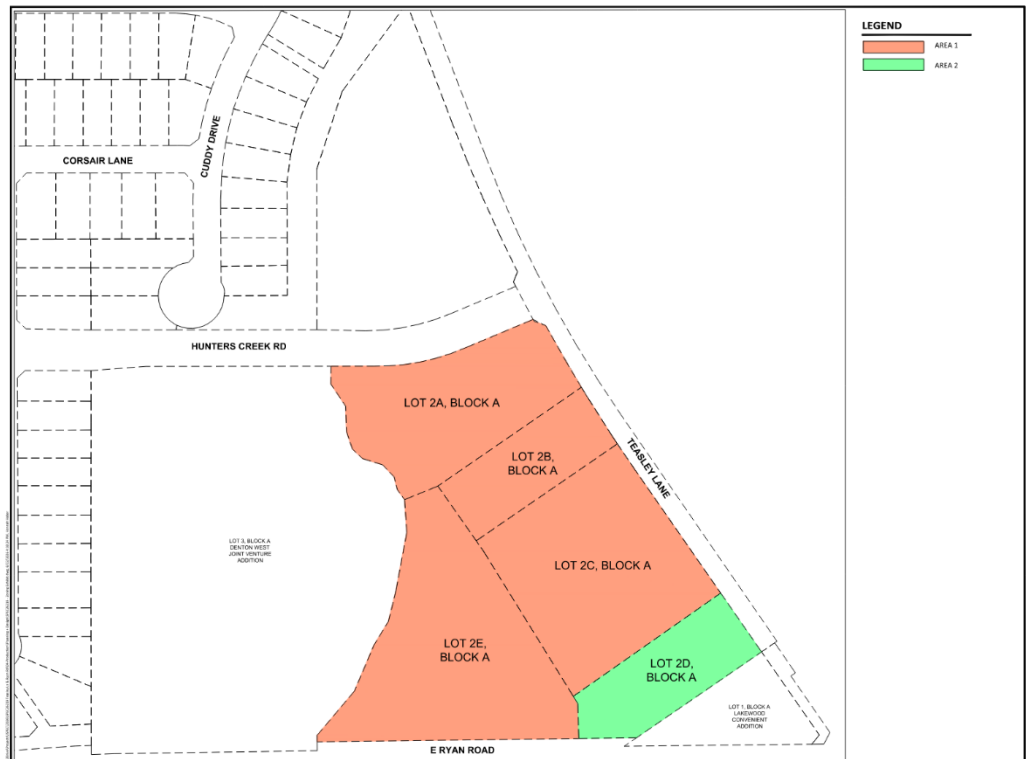 LEGEND
AREA 1
AREA 2
CORSAIR LANE
CUDDY DRIVE
HUNTERS CREEK RD
LOT 2A, BLOCK A
LOT 2B,
BLOCK A
TEASLEY LANE
LOT 3, BLOCK A
DENTON WEST
JOINT VENTURE
ADDITION
LOT 2C, BLOCK A
LOT 2E,
BLOCK A
LOT 2D,
BLOCK A
LOT 1, BLOCK A
LAKEWOOD
CONVENIENT
ADDITION
E RYAN ROAD